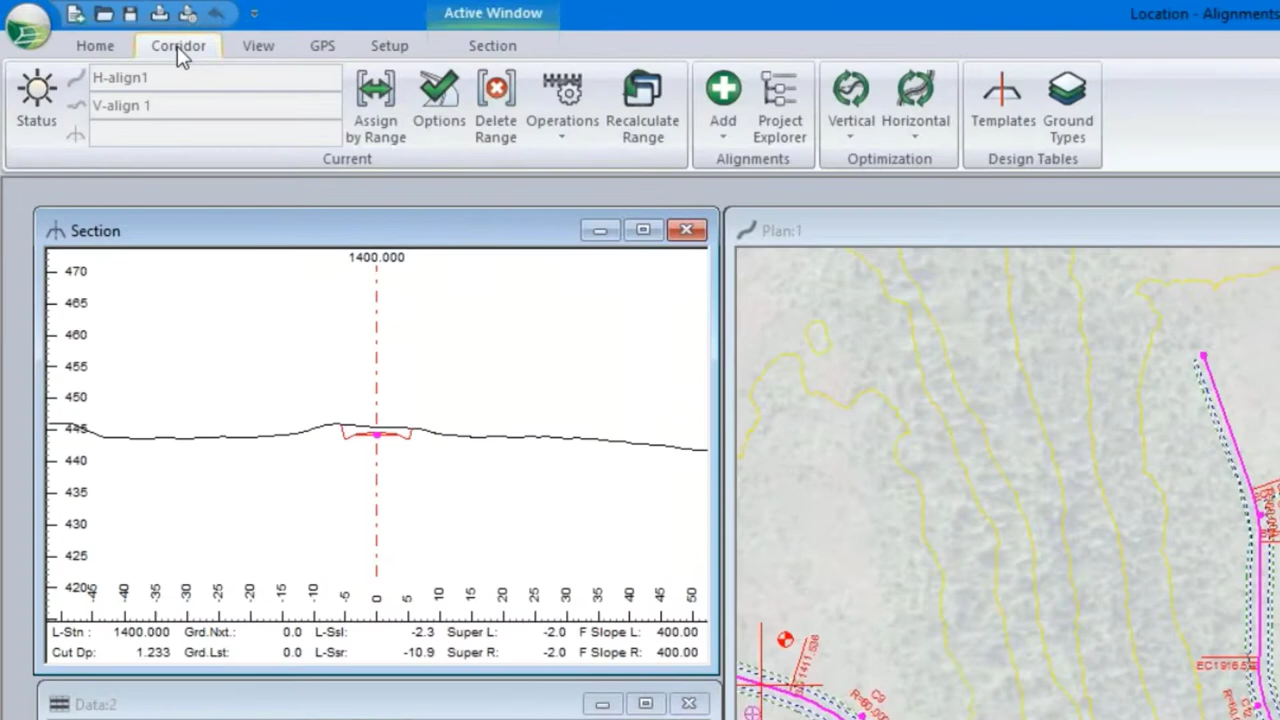 Active Window
Location - Alignments
Home Corridor View GPS Setup Section
Status
H-align1
V-align 1
Assign by Range
Options
Delete Range
Operations
Recalculate Range
Current
Add
Project Explorer
Alignments
Vertical
Horizontal
Optimization
Templates
Ground Types
Design Tables
Section
1400.000
470
465
460
455
450
445
440
435
430
425
420
-45 -40 -35 -30 -25 -20 -15 -10 -5 0 5 10 15 20 25 30 35 40 45 50
L-Stn : 1400.000 Grd.Nxt.: 0.0 L-Ssl: -2.3 Super L: -2.0 F Slope L: 400.00
Cut Dp: 1.233 Grd.Lst: 0.0 L-Ssr: -10.9 Super R: -2.0 F Slope R: 400.00
Plan:1
C9
Data:2